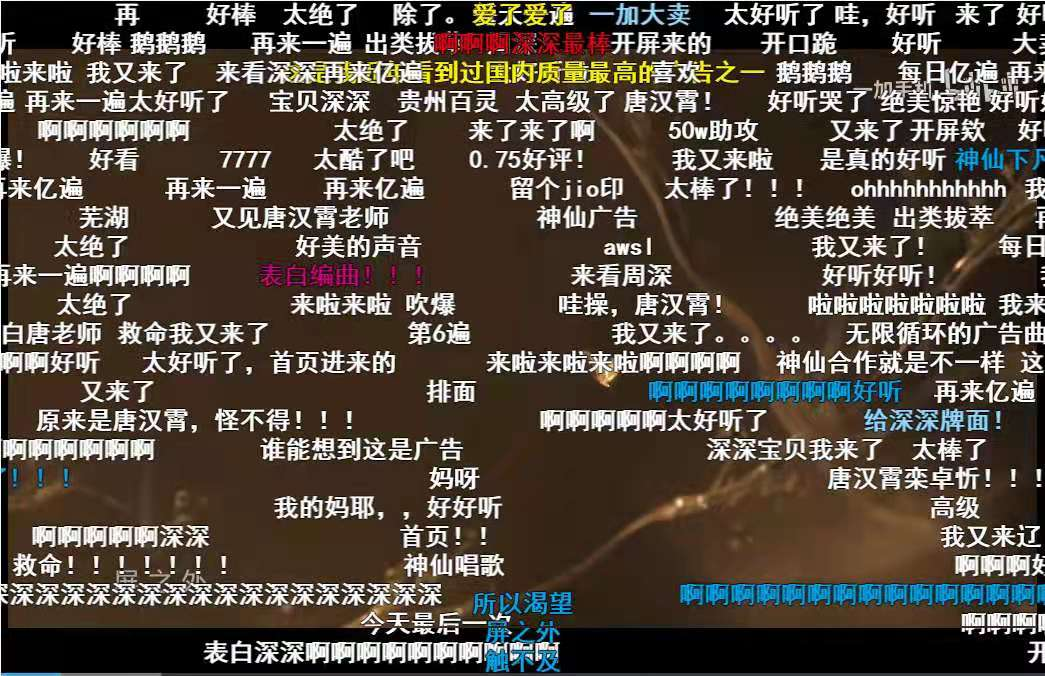 再 好棒 太绝了 除了。 爱了爱了 遍 一加大卖 太好听了 哇，好听 来了 好
听 好棒 鹅鹅鹅 再来一遍 出类拔 啊啊啊深深最棒 开屏来的 开口跪 好听 大
啦来啦 我又来了 来看深深 再来亿遍 看到过国内质量最高的 告之一 喜欢 鹅鹅鹅 每日亿遍 再来
遍 再来一遍太好听了 宝贝深深 贵州百灵 太高级了 唐汉霄！ 好听哭了 绝美惊艳 好听好
一加手机
啊啊啊啊啊啊 太绝了 来了来了啊 50w助攻 又来了 开屏欸 好
爆！ 好看 7777 太酷了吧 0.75好评！ 我又来啦 是真的好听 神仙下凡
再来亿遍 再来一遍 再来亿遍 留个jio印 太棒了！！！ ohhhhhhhhhhhh 我
芜湖 又见唐汉霄老师 神仙广告 绝美绝美 出类拔萃 再
太绝了 好美的声音 awsl 我又来了！ 每日
再来一遍啊啊啊啊 表白编曲！！！ 来看周深 好听好听！
太绝了 来啦来啦 吹爆 哇操，唐汉霄！ 啦啦啦啦啦啦啦 我来
白唐老师 救命我又来了 第6遍 我又来了。。。。 无限循环的广告曲
啊啊好听 太好听了，首页进来的 来啦来啦来啦啊啊啊啊 神仙合作就是不一样 这
又来了 排面 啊啊啊啊啊啊啊啊好听 再来亿遍
原来是唐汉霄，怪不得！！！ 啊啊啊啊啊太好听了 给深深牌面！
啊啊啊啊啊啊 谁能想到这是广告 深深宝贝我来了 太棒了
了！！！ 妈呀 唐汉霄栾卓忻！！！
我的妈耶，，好好听 高级
啊啊啊啊啊深深 首页！！ 我又来辽
救命！！！！！！！ 神仙唱歌 啊啊啊好
屏之外
深深深深深深深深深深深深深深深深深 所以渴望 啊啊啊啊啊啊啊啊啊啊啊啊啊啊
今天最后一次 屏之外 啊啊啊啊
表白深深啊啊啊啊啊啊啊啊啊啊 触不及 开